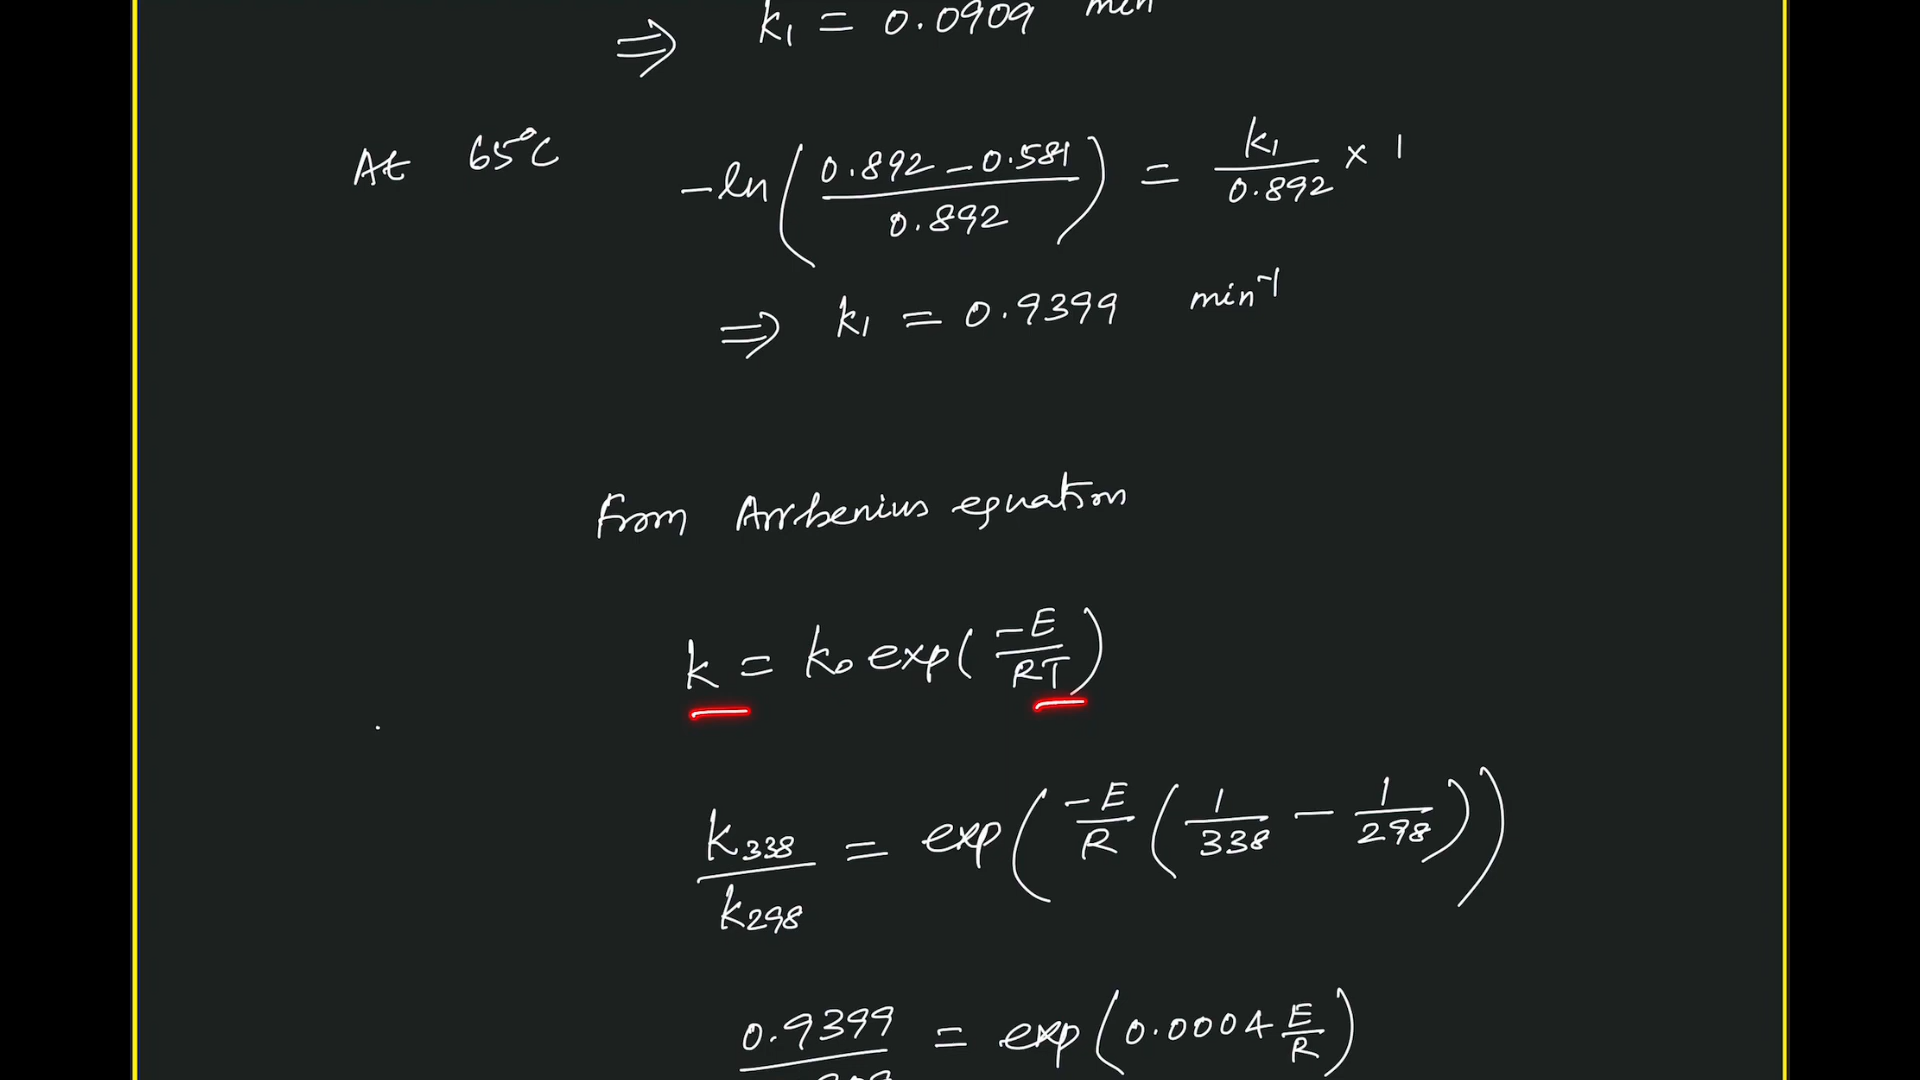 ⇒ k₁ = 0.0909 min
At 65°C -ln(0.892 - 0.581 / 0.892) = k₁/0.892 × 1
⇒ k₁ = 0.9399 min⁻¹
From Arrhenius equation
k = k₀ exp(-E/RT)
k₃₃₈/k₂₉₈ = exp(-E/R (1/338 - 1/298))
0.9399 = exp(0.0004 E/R)